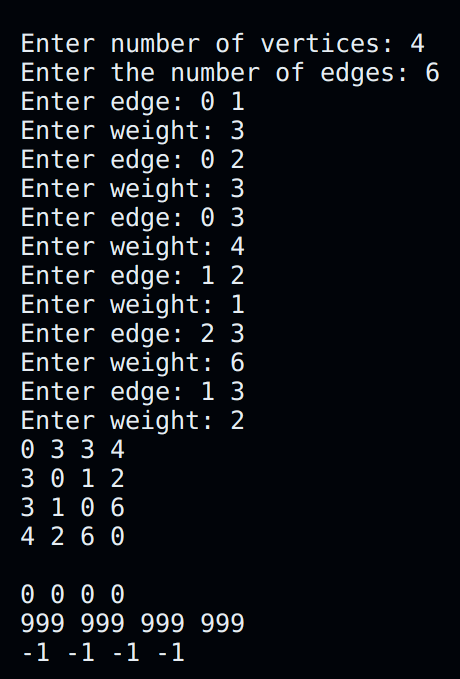 Enter number of vertices: 4
Enter the number of edges: 6
Enter edge: 0 1
Enter weight: 3
Enter edge: 0 2
Enter weight: 3
Enter edge: 0 3
Enter weight: 4
Enter edge: 1 2
Enter weight: 1
Enter edge: 2 3
Enter weight: 6
Enter edge: 1 3
Enter weight: 2
0 3 3 4
3 0 1 2
3 1 0 6
4 2 6 0

0 0 0 0
999 999 999 999
-1 -1 -1 -1